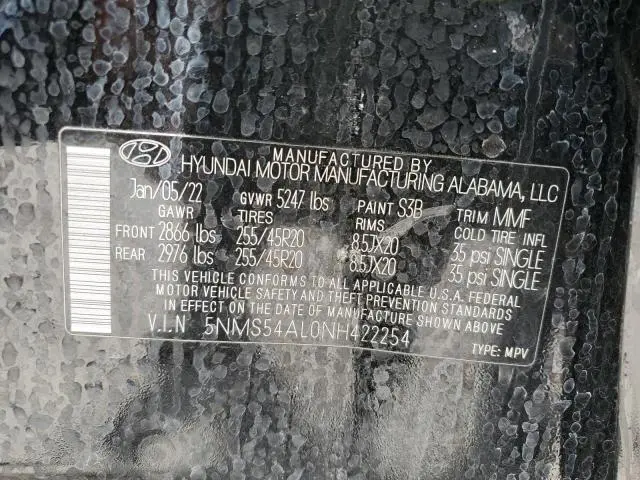 MANUFACTURED BY
HYUNDAI MOTOR MANUFACTURING ALABAMA, LLC
Jan/05/22 GVWR 5247 lbs PAINT S3B TRIM MMF
GAWR TIRES RIMS COLD TIRE INFL
FRONT 2866 lbs 255/45R20 8.5JX20 35 psi SINGLE
REAR 2976 lbs 255/45R20 8.5JX20 35 psi SINGLE
THIS VEHICLE CONFORMS TO ALL APPLICABLE U.S.A. FEDERAL
MOTOR VEHICLE SAFETY AND THEFT PREVENTION STANDARDS
IN EFFECT ON THE DATE OF MANUFACTURE SHOWN ABOVE.
V.I.N 5NMS54AL0NH422254
TYPE: MPV